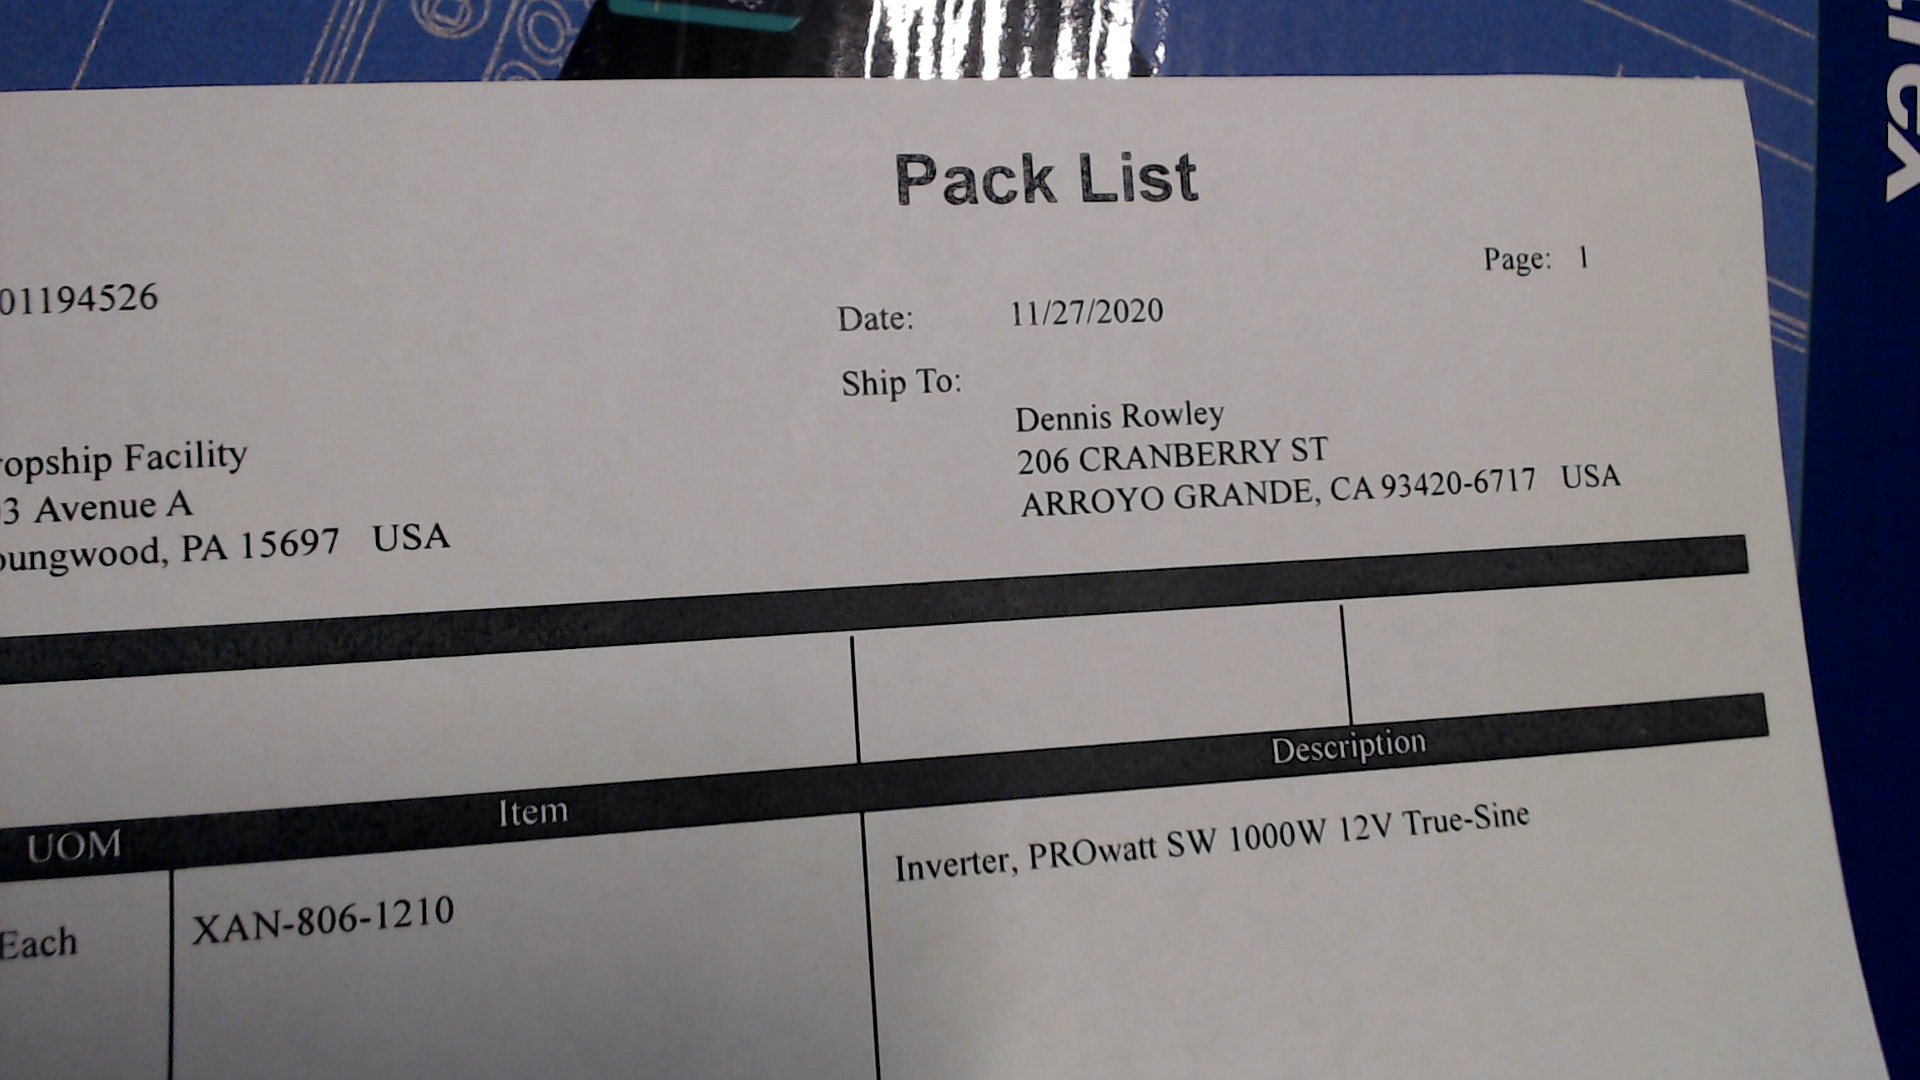 Pack List
Page: 1
01194526
Date: 11/27/2020
Ship To:
Dennis Rowley
206 CRANBERRY ST
ARROYO GRANDE, CA 93420-6717 USA
ropship Facility
3 Avenue A
oungwood, PA 15697 USA
UOM Item Description
Each XAN-806-1210 Inverter, PROwatt SW 1000W 12V True-Sine